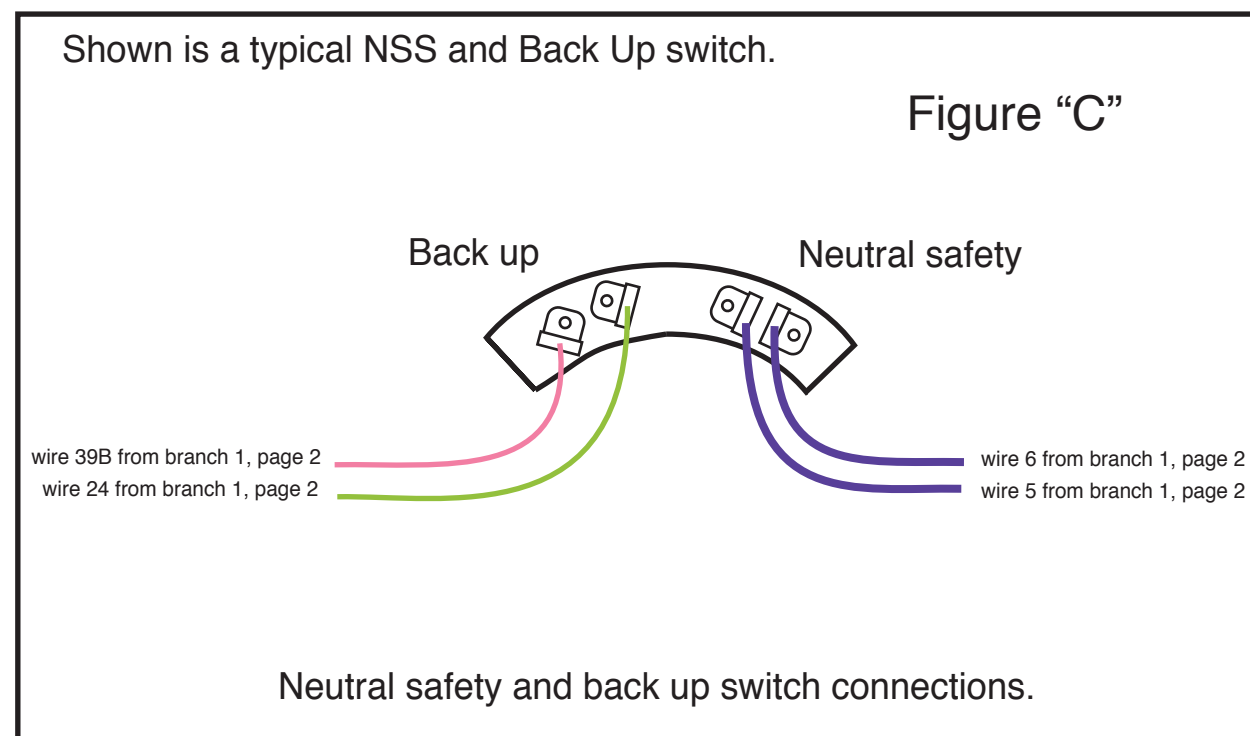 Shown is a typical NSS and Back Up switch.
Figure “C”
Back up
Neutral safety
wire 39B from branch 1, page 2
wire 24 from branch 1, page 2
wire 6 from branch 1, page 2
wire 5 from branch 1, page 2
Neutral safety and back up switch connections.